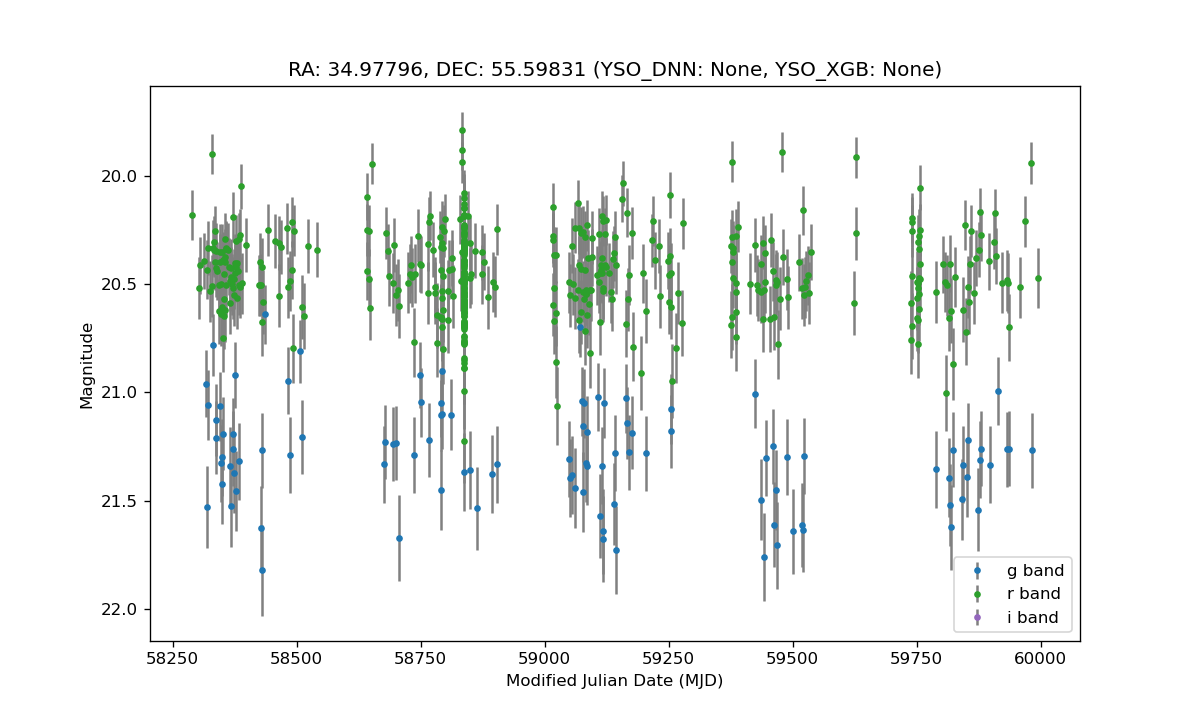 RA: 34.97796, DEC: 55.59831 (YSO_DNN: None, YSO_XGB: None)
Magnitude
20.0
20.5
21.0
21.5
22.0
58250 58500 58750 59000 59250 59500 59750 60000
Modified Julian Date (MJD)
g band
r band
i band